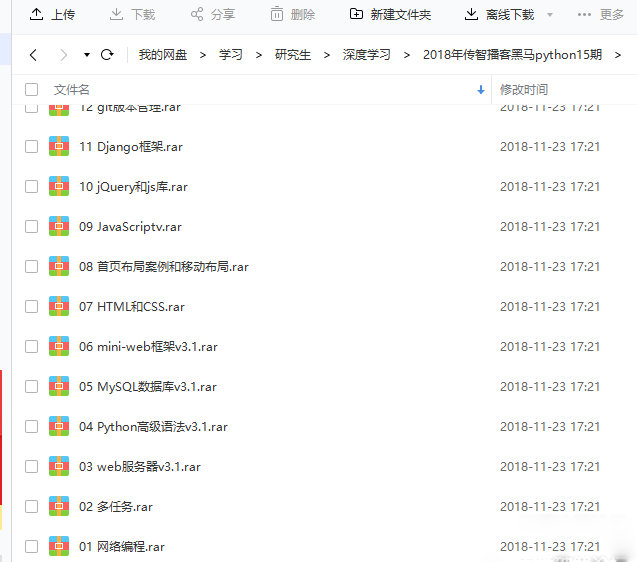 上传 下载 分享 删除 新建文件夹 离线下载 更多
我的网盘 > 学习 > 研究生 > 深度学习 > 2018年传智播客黑马python15期 >
文件名 修改时间
12 git版本管理.rar 2018-11-23 17:21
11 Django框架.rar 2018-11-23 17:21
10 jQuery和js库.rar 2018-11-23 17:21
09 JavaScriptv.rar 2018-11-23 17:21
08 首页布局案例和移动布局.rar 2018-11-23 17:21
07 HTML和CSS.rar 2018-11-23 17:21
06 mini-web框架v3.1.rar 2018-11-23 17:21
05 MySQL数据库v3.1.rar 2018-11-23 17:21
04 Python高级语法v3.1.rar 2018-11-23 17:21
03 web服务器v3.1.rar 2018-11-23 17:21
02 多任务.rar 2018-11-23 17:21
01 网络编程.rar 2018-11-23 17:21